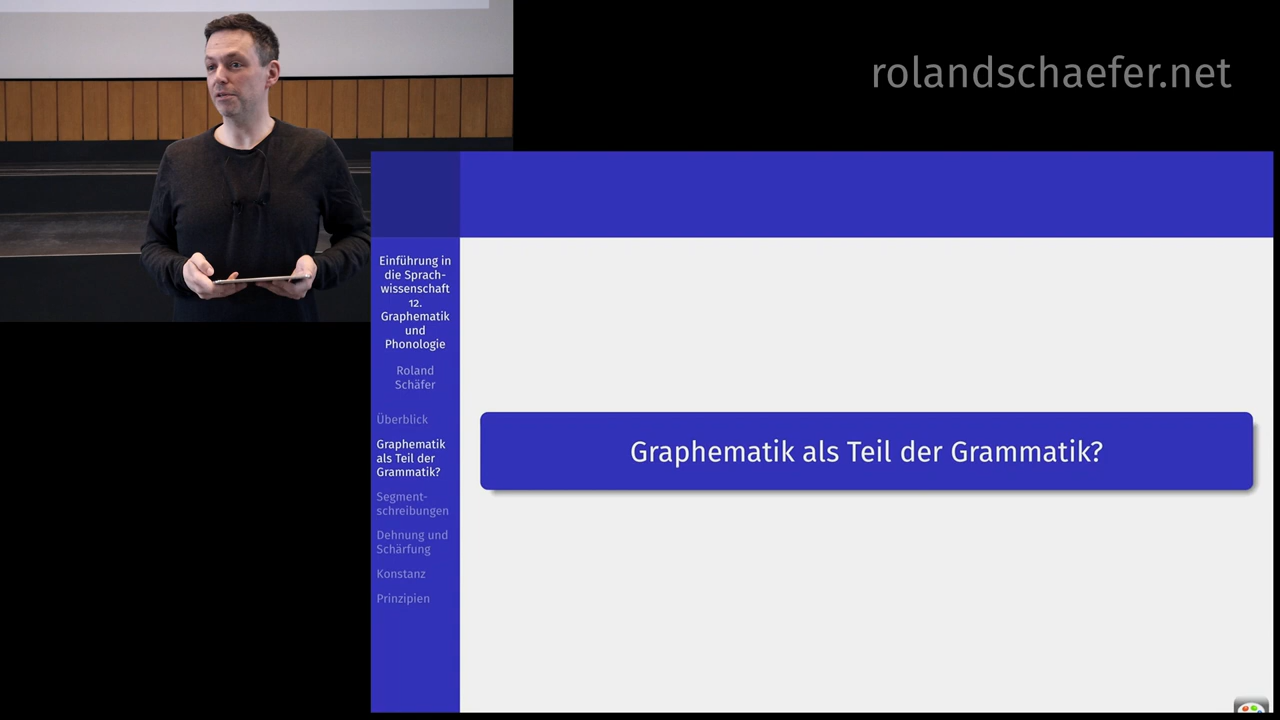 rolandschaefer.net
Einführung in
die Sprach-
wissenschaft
12.
Graphematik
und
Phonologie
Roland
Schäfer
Überblick
Graphematik
als Teil der
Grammatik?
Segment-
schreibungen
Dehnung und
Schärfung
Konstanz
Prinzipien
Graphematik als Teil der Grammatik?